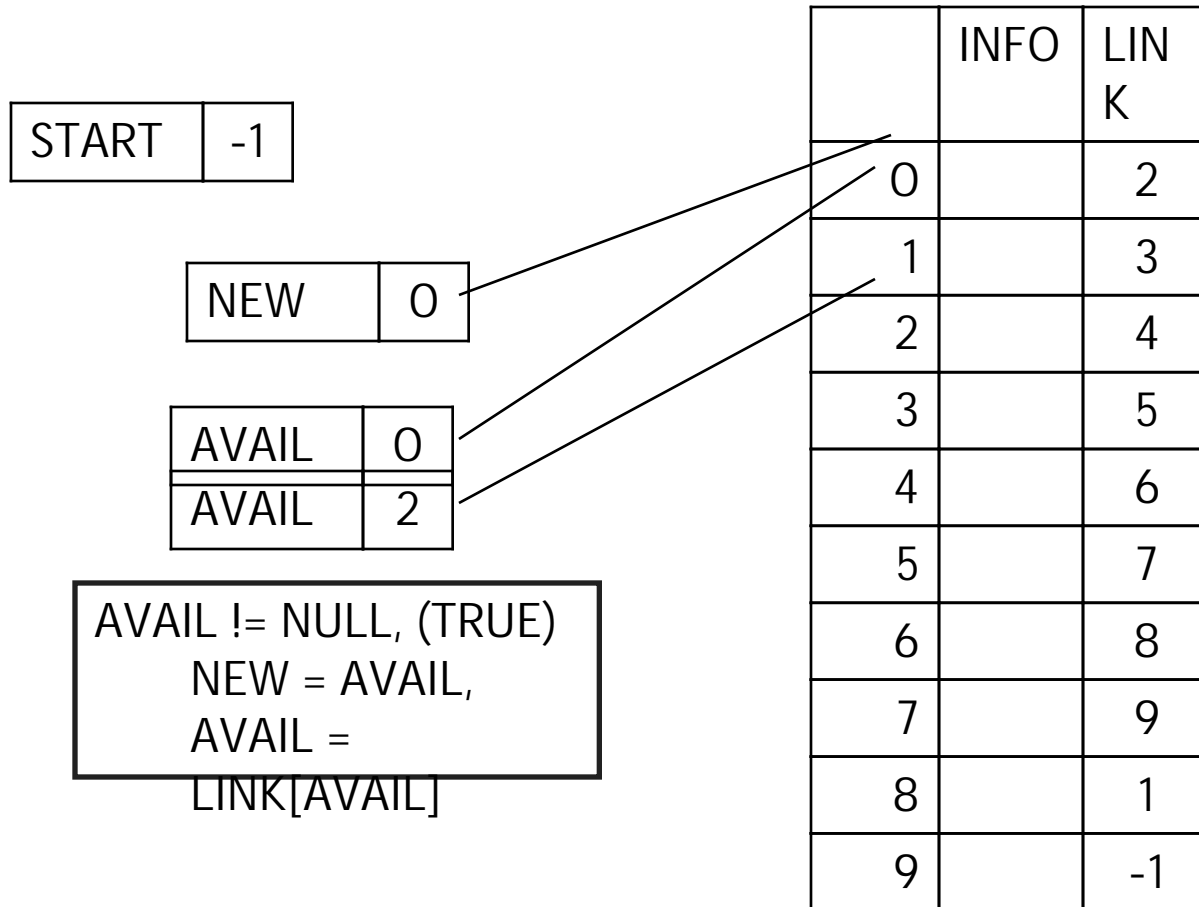 INFO LIN
K
START -1
0 2
1 3
NEW 0
2 4
3 5
AVAIL 0
4 6
AVAIL 2
5 7
AVAIL != NULL, (TRUE)
6 8
NEW = AVAIL,
7 9
AVAIL =
LINK[AVAIL]
8 1
9 -1